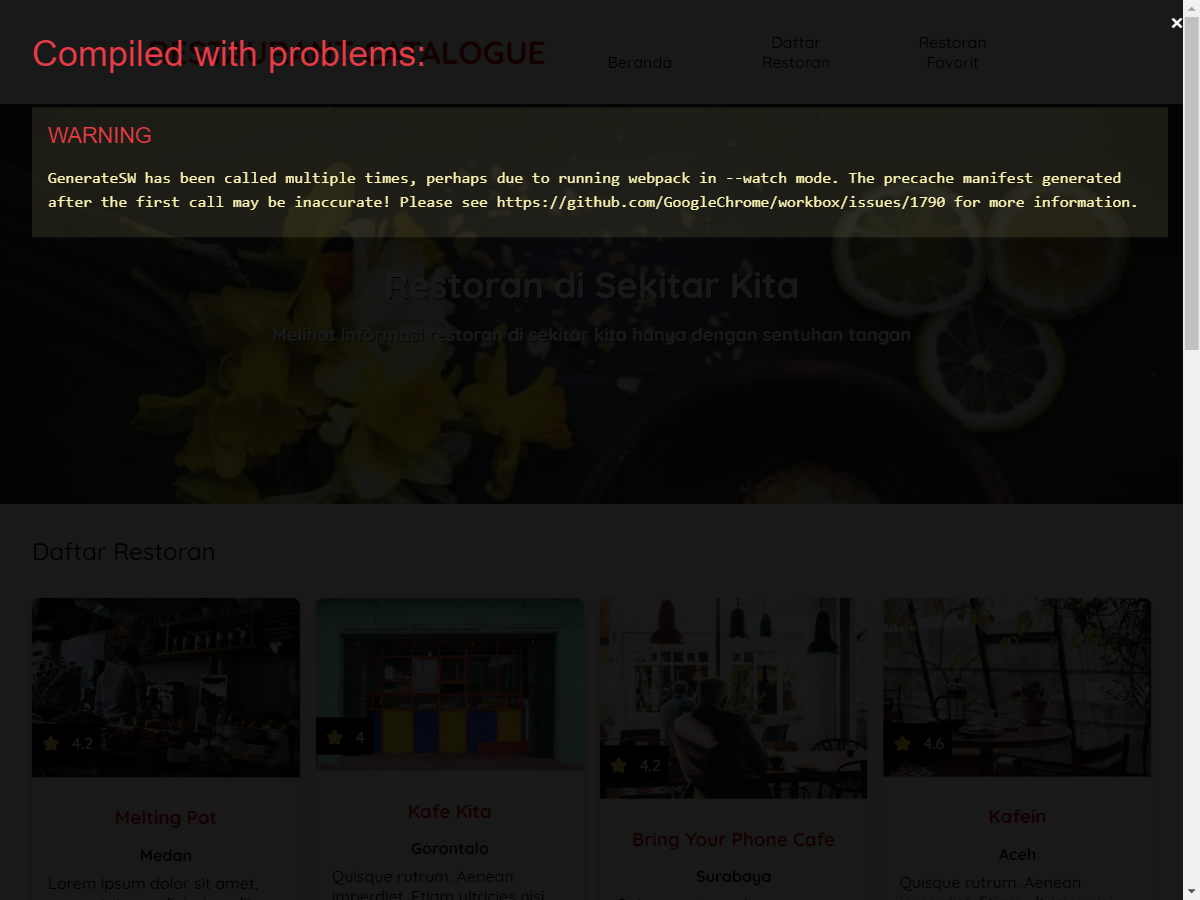 Compiled with problems:
CATALOGUE
Beranda
Daftar
Restoran
Restoran
Favorit
WARNING
GenerateSW has been called multiple times, perhaps due to running webpack in --watch mode. The precache manifest generated
after the first call may be inaccurate! Please see https://github.com/GoogleChrome/workbox/issues/1790 for more information.
Restoran di Sekitar Kita
Melihat informasi restoran di sekitar kita hanya dengan sentuhan tangan
Daftar Restoran
4.2
4
4.2
4.6
Melting Pot
Kafe Kita
Bring Your Phone Cafe
Kafein
Medan
Gorontalo
Surabaya
Aceh
Lorem ipsum dolor sit amet,
Quisque rutrum. Aenean
imperdiet. Etiam ultricies nisi
Quisque rutrum. Aenean